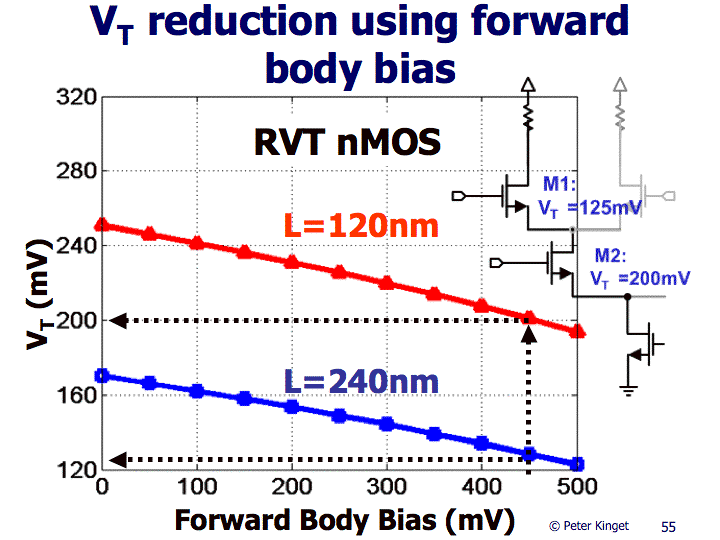 V_T reduction using forward
body bias
320
280
240
200
160
120
V_T (mV)
RVT nMOS
L=120nm
L=240nm
M1:
V_T =125mV
M2:
V_T =200mV
0 100 200 300 400 500
Forward Body Bias (mV)
© Peter Kinget 55